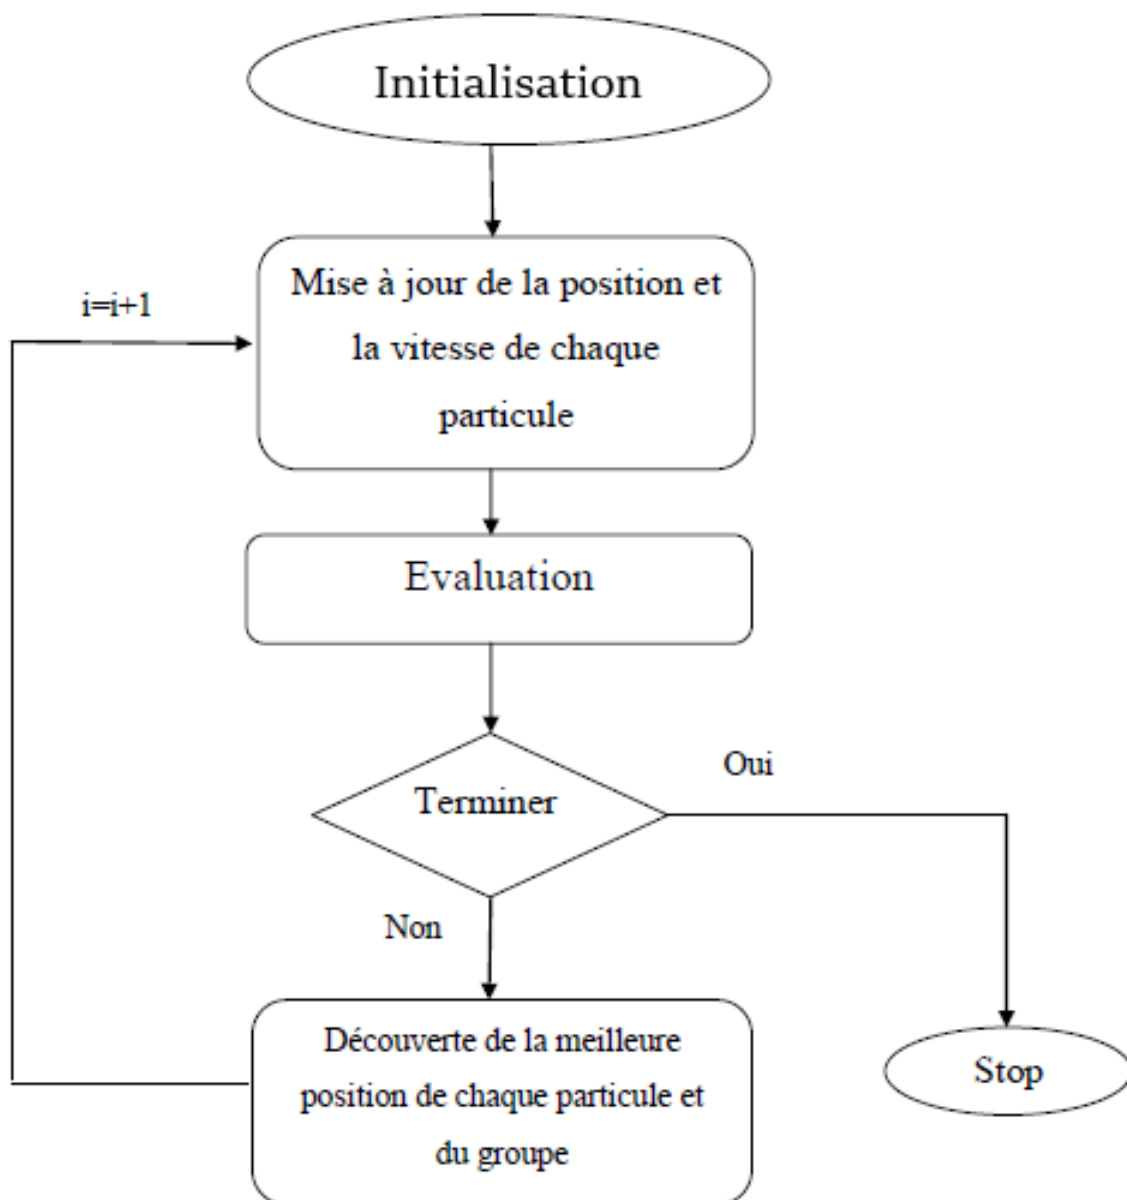 Initialisation
Mise à jour de la position et
la vitesse de chaque
particule
i=i+1
Evaluation
Terminer
Oui
Non
Découverte de la meilleure
position de chaque particule et
du groupe
Stop